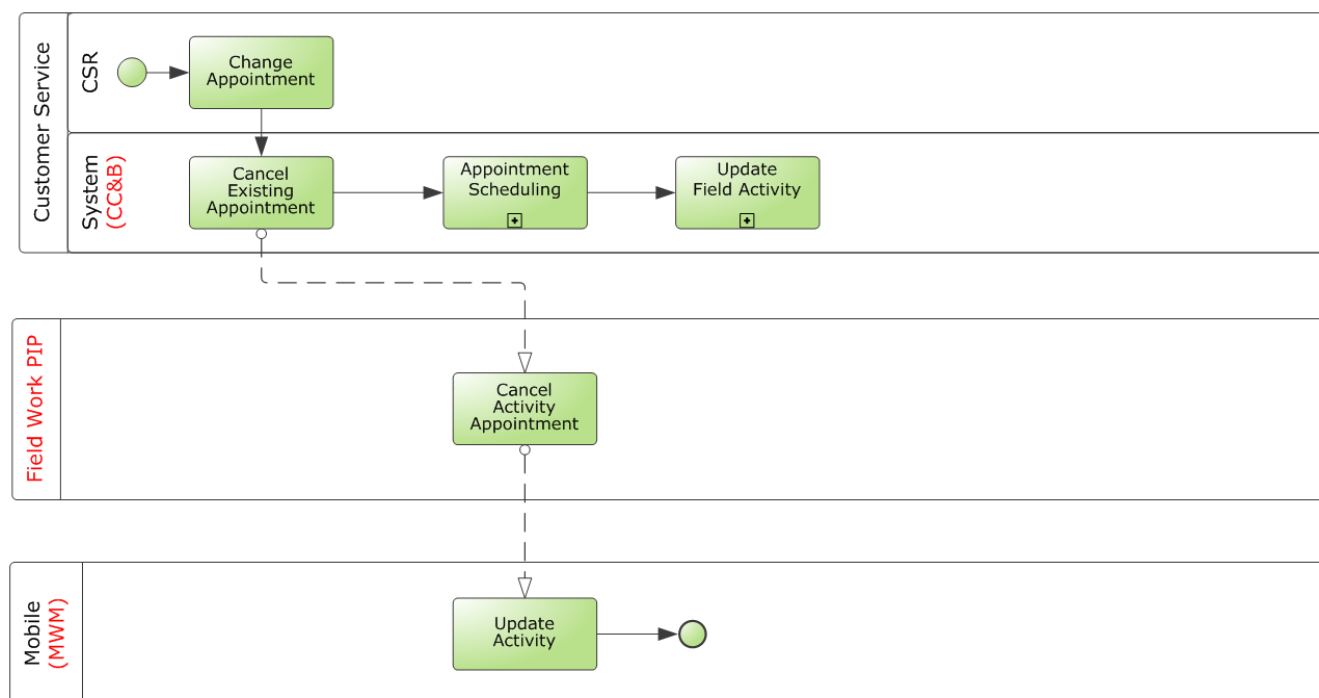 Customer Service
CSR
Change
Appointment
System
(CC&B)
Cancel
Existing
Appointment
Appointment
Scheduling
Update
Field Activity
Field Work PIP
Cancel
Activity
Appointment
Mobile
(MWM)
Update
Activity